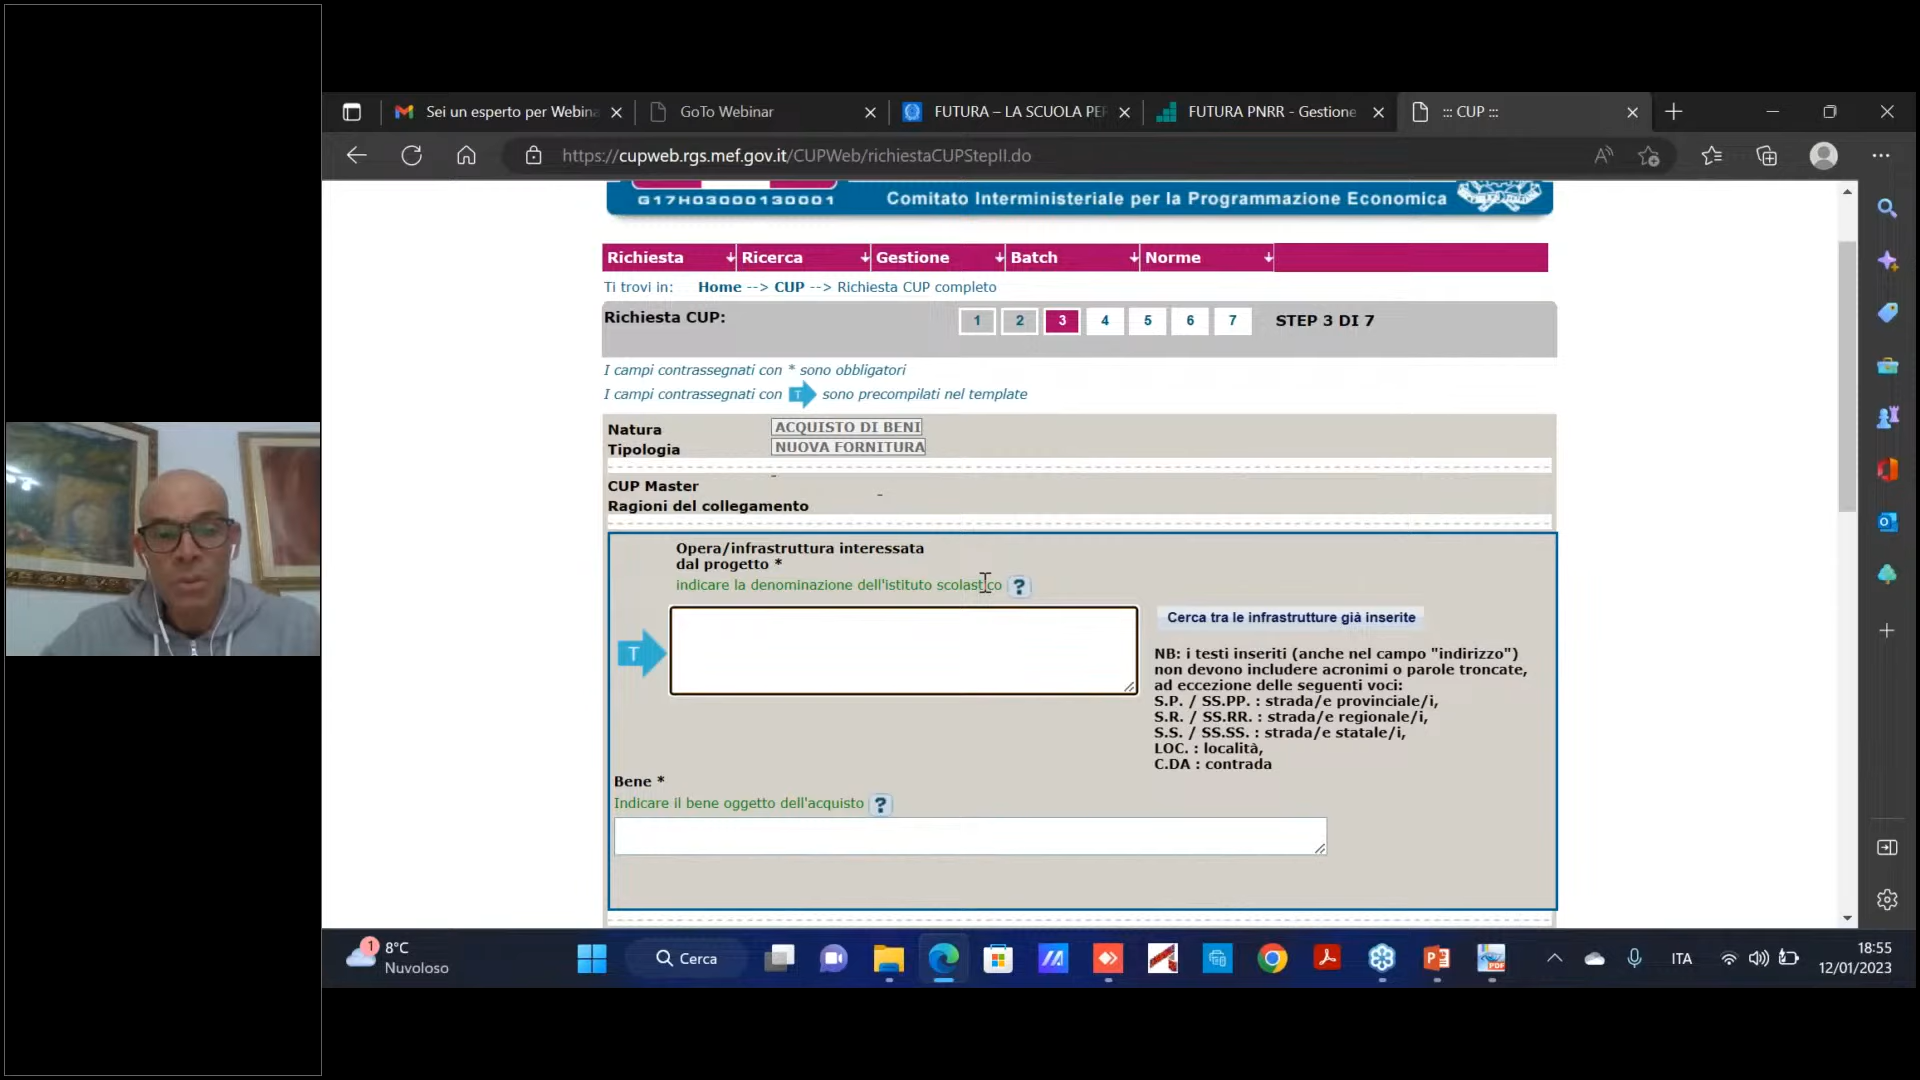 Sei un esperto per Webina
GoTo Webinar
FUTURA – LA SCUOLA PER
FUTURA PNRR - Gestione
::: CUP :::
https://cupweb.rgs.mef.gov.it/CUPWeb/richiestaCUPStepII.do
G17H03000130001
Comitato Interministeriale per la Programmazione Economica
Richiesta
Ricerca
Gestione
Batch
Norme
Ti trovi in: Home --> CUP --> Richiesta CUP completo
Richiesta CUP:
1 2 3 4 5 6 7 STEP 3 DI 7
I campi contrassegnati con * sono obbligatori
I campi contrassegnati con T sono precompilati nel template
Natura ACQUISTO DI BENI
Tipologia NUOVA FORNITURA
CUP Master -
Ragioni del collegamento -
Opera/infrastruttura interessata
dal progetto *
indicare la denominazione dell'istituto scolastico ?
T
Cerca tra le infrastrutture già inserite
NB: i testi inseriti (anche nel campo "indirizzo")
non devono includere acronimi o parole troncate,
ad eccezione delle seguenti voci:
S.P. / SS.PP. : strada/e provinciale/i,
S.R. / SS.RR. : strada/e regionale/i,
S.S. / SS.SS. : strada/e statale/i,
LOC. : località,
C.DA : contrada
Bene *
Indicare il bene oggetto dell'acquisto ?
1
8°C
Nuvoloso
Cerca
ITA
18:55
12/01/2023